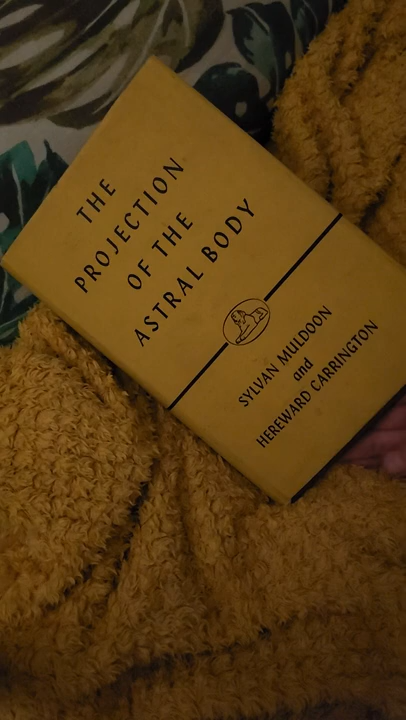 THE
PROJECTION
OF THE
ASTRAL BODY
SYLVAN MULDOON
and
HEREWARD CARRINGTON